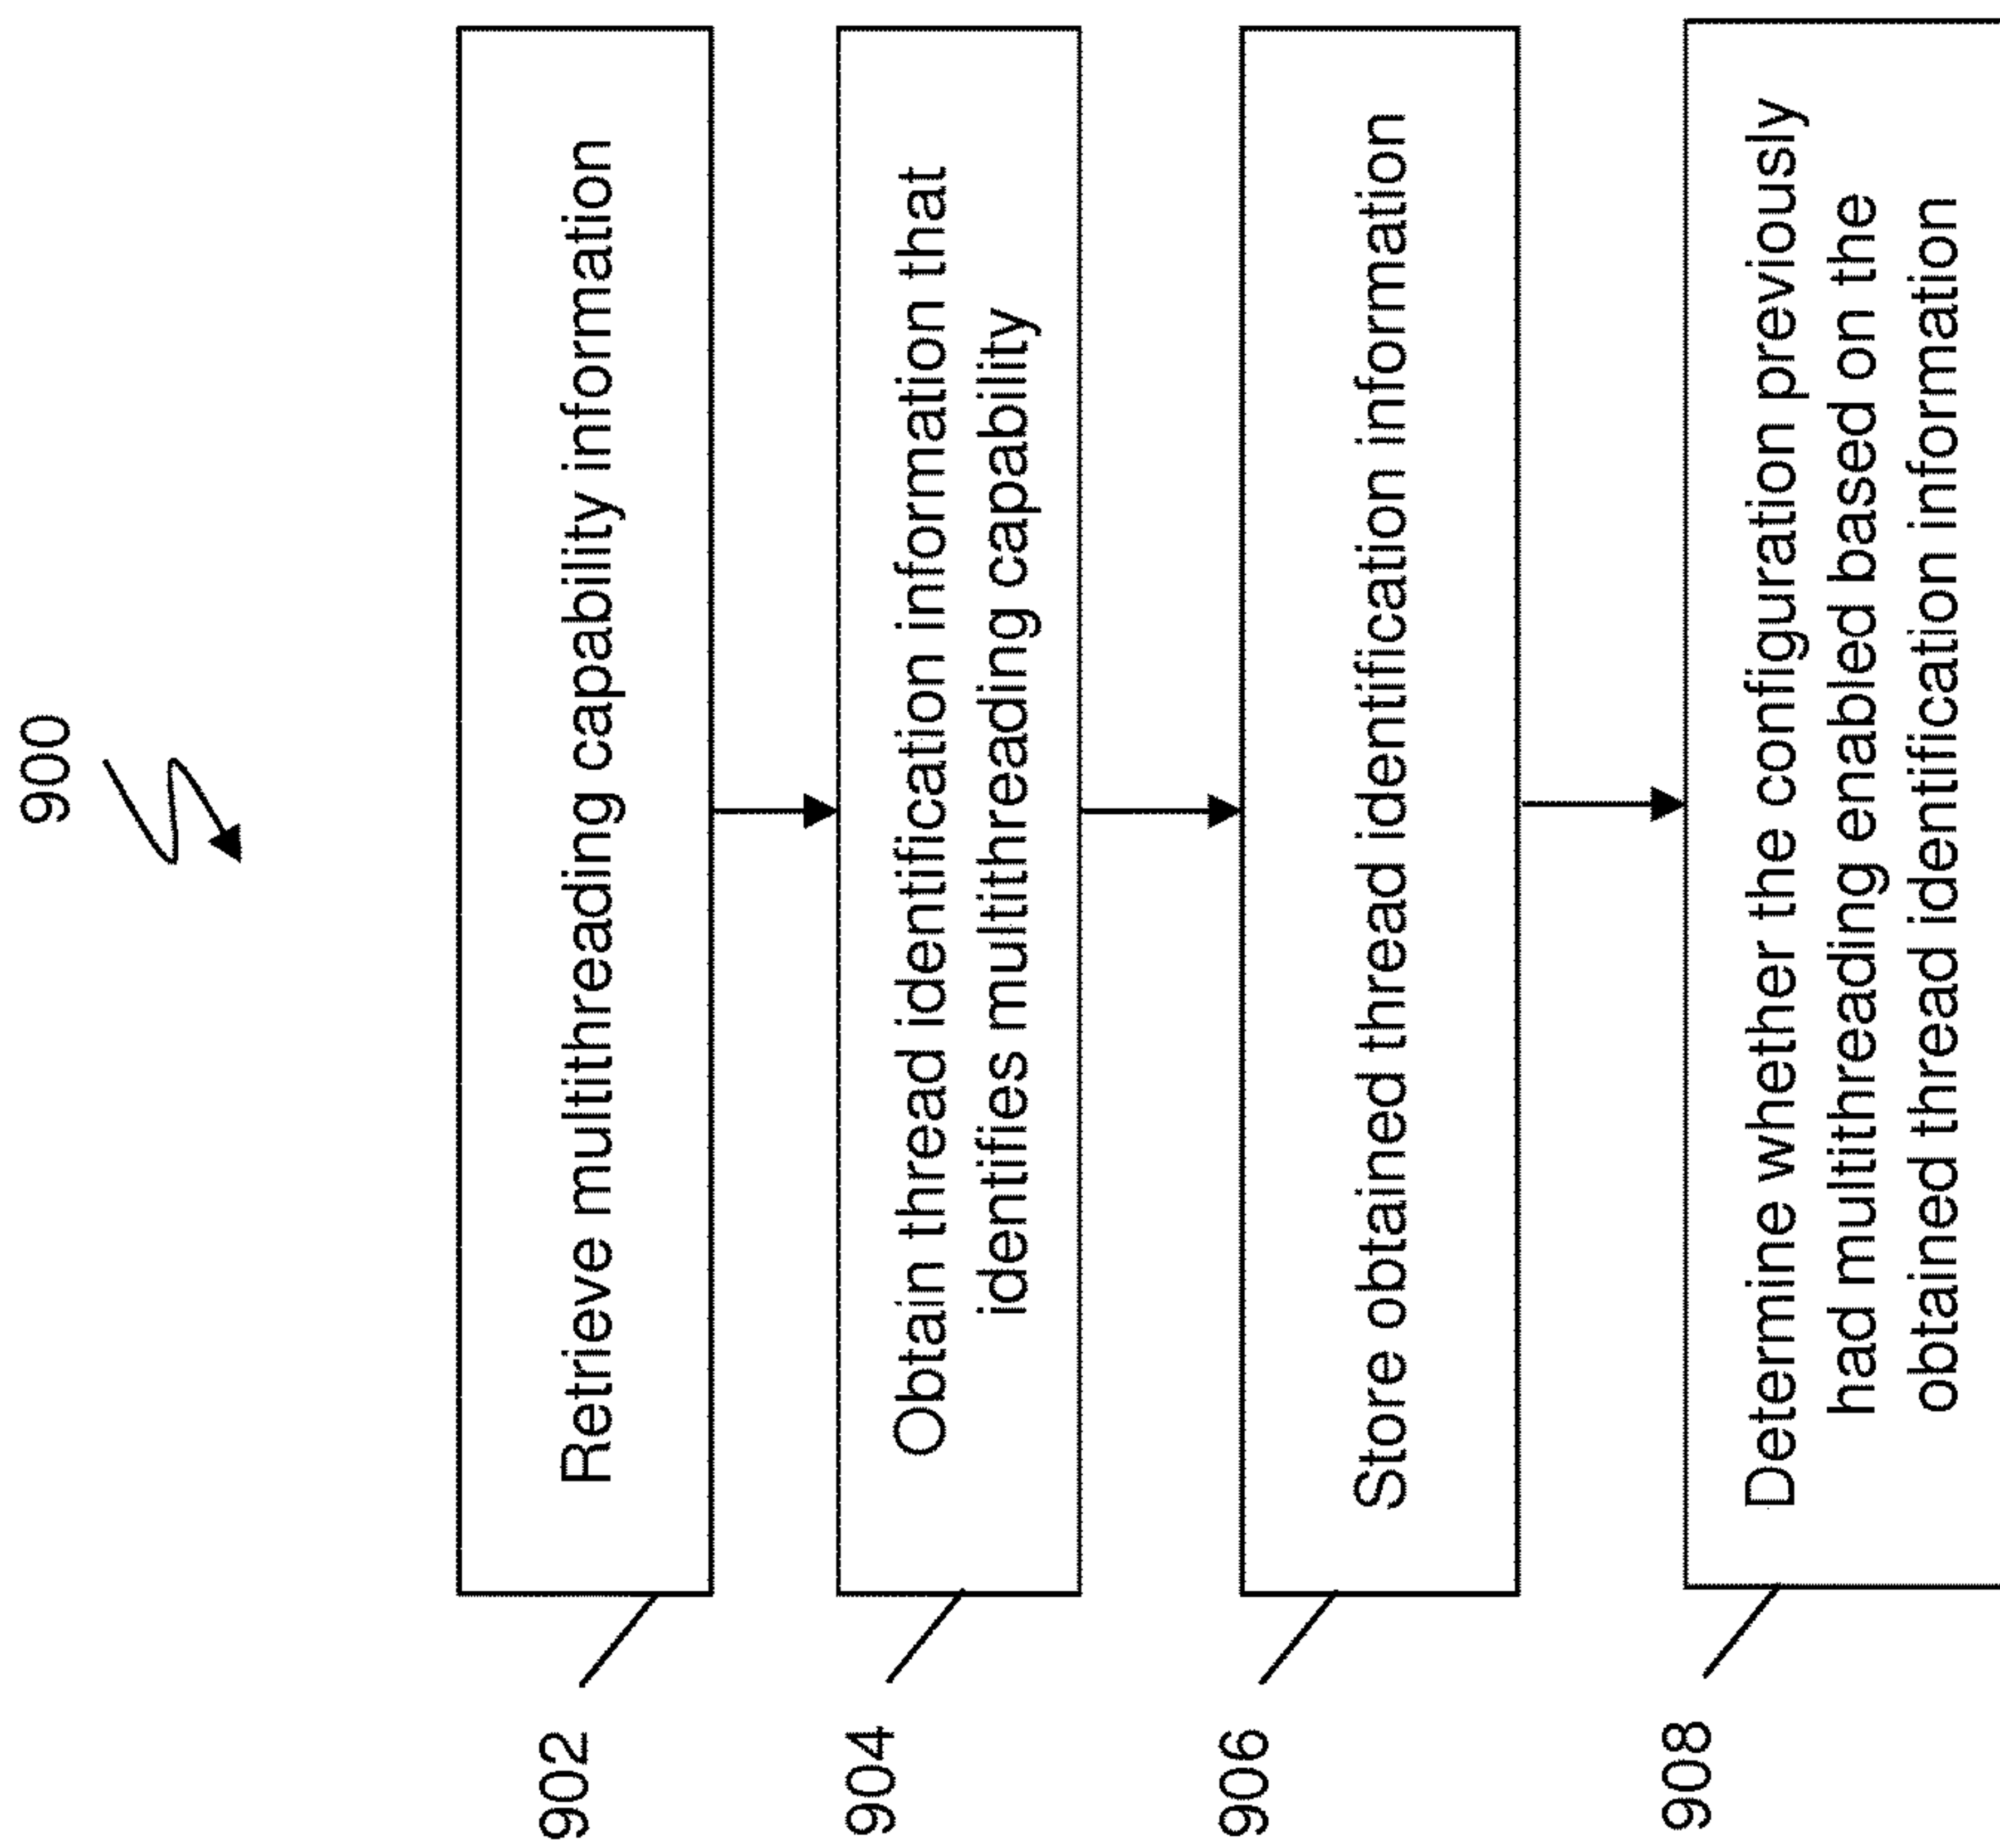 900
902
Retrieve multithreading capability information
904
Obtain thread identification information that
identifies multithreading capability
906
Store obtained thread identification information
908
Determine whether the configuration previously
had multithreading enabled based on the
obtained thread identification information